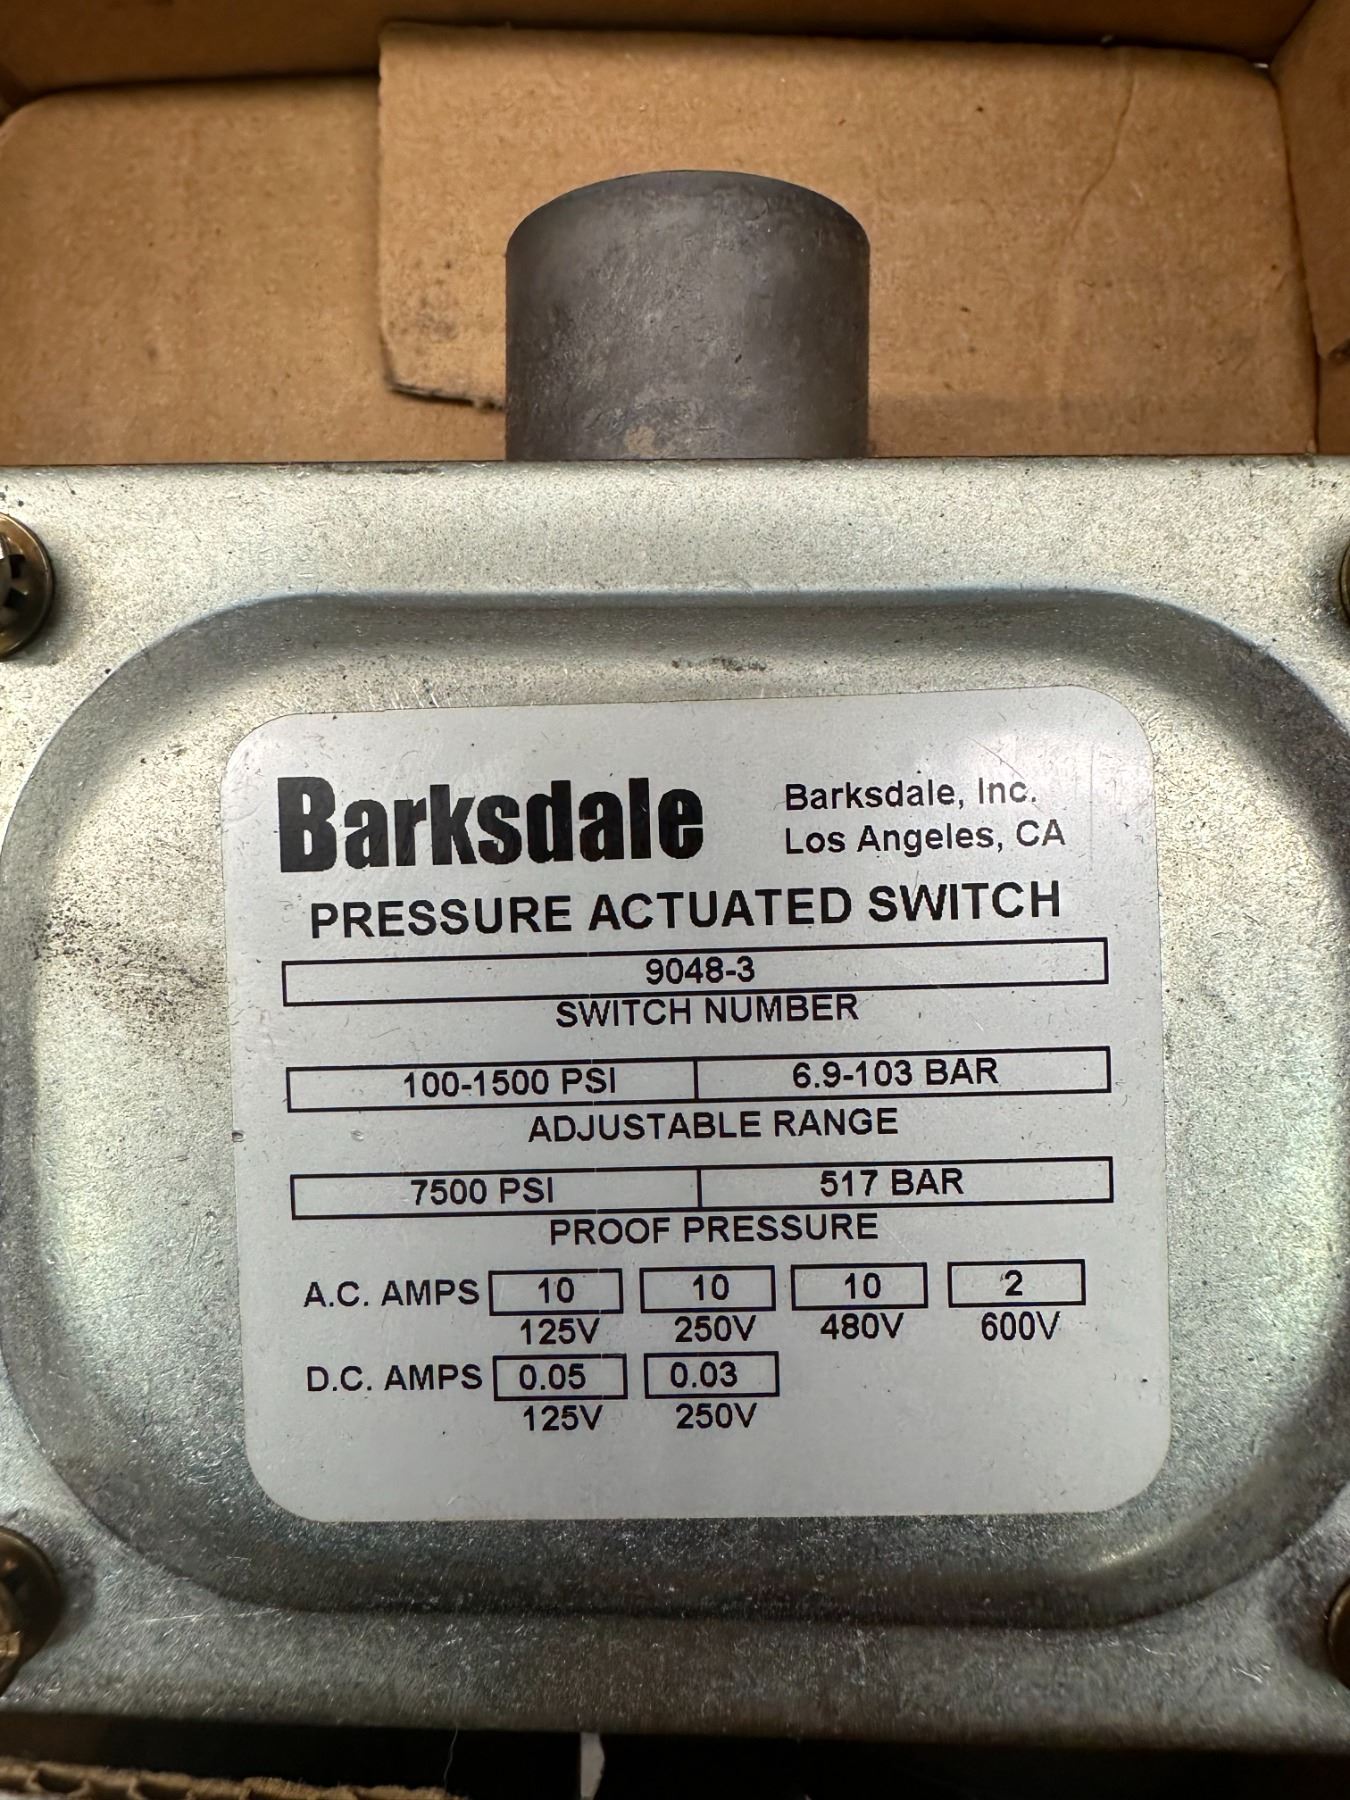 Barksdale
Barksdale, Inc.
Los Angeles, CA
PRESSURE ACTUATED SWITCH
9048-3
SWITCH NUMBER
100-1500 PSI 6.9-103 BAR
ADJUSTABLE RANGE
7500 PSI 517 BAR
PROOF PRESSURE
A.C. AMPS 10 10 10 2
125V 250V 480V 600V
D.C. AMPS 0.05 0.03
125V 250V